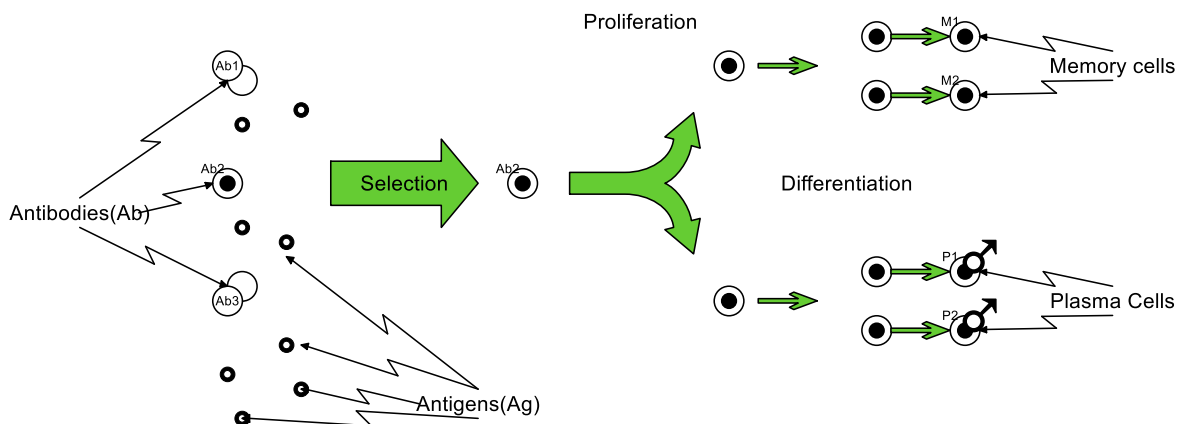 Proliferation
M1
Memory cells
M2
Ab1
Ab2
Selection
Ab2
Differentiation
Antibodies(Ab)
Ab3
P1
Plasma Cells
P2
Antigens(Ag)